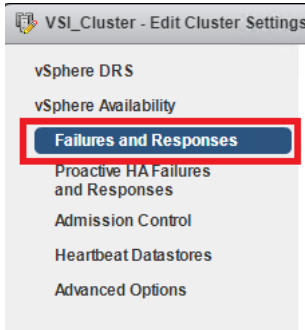 VSI_Cluster - Edit Cluster Settings
vSphere DRS
vSphere Availability
Failures and Responses
Proactive HA Failures
and Responses
Admission Control
Heartbeat Datastores
Advanced Options